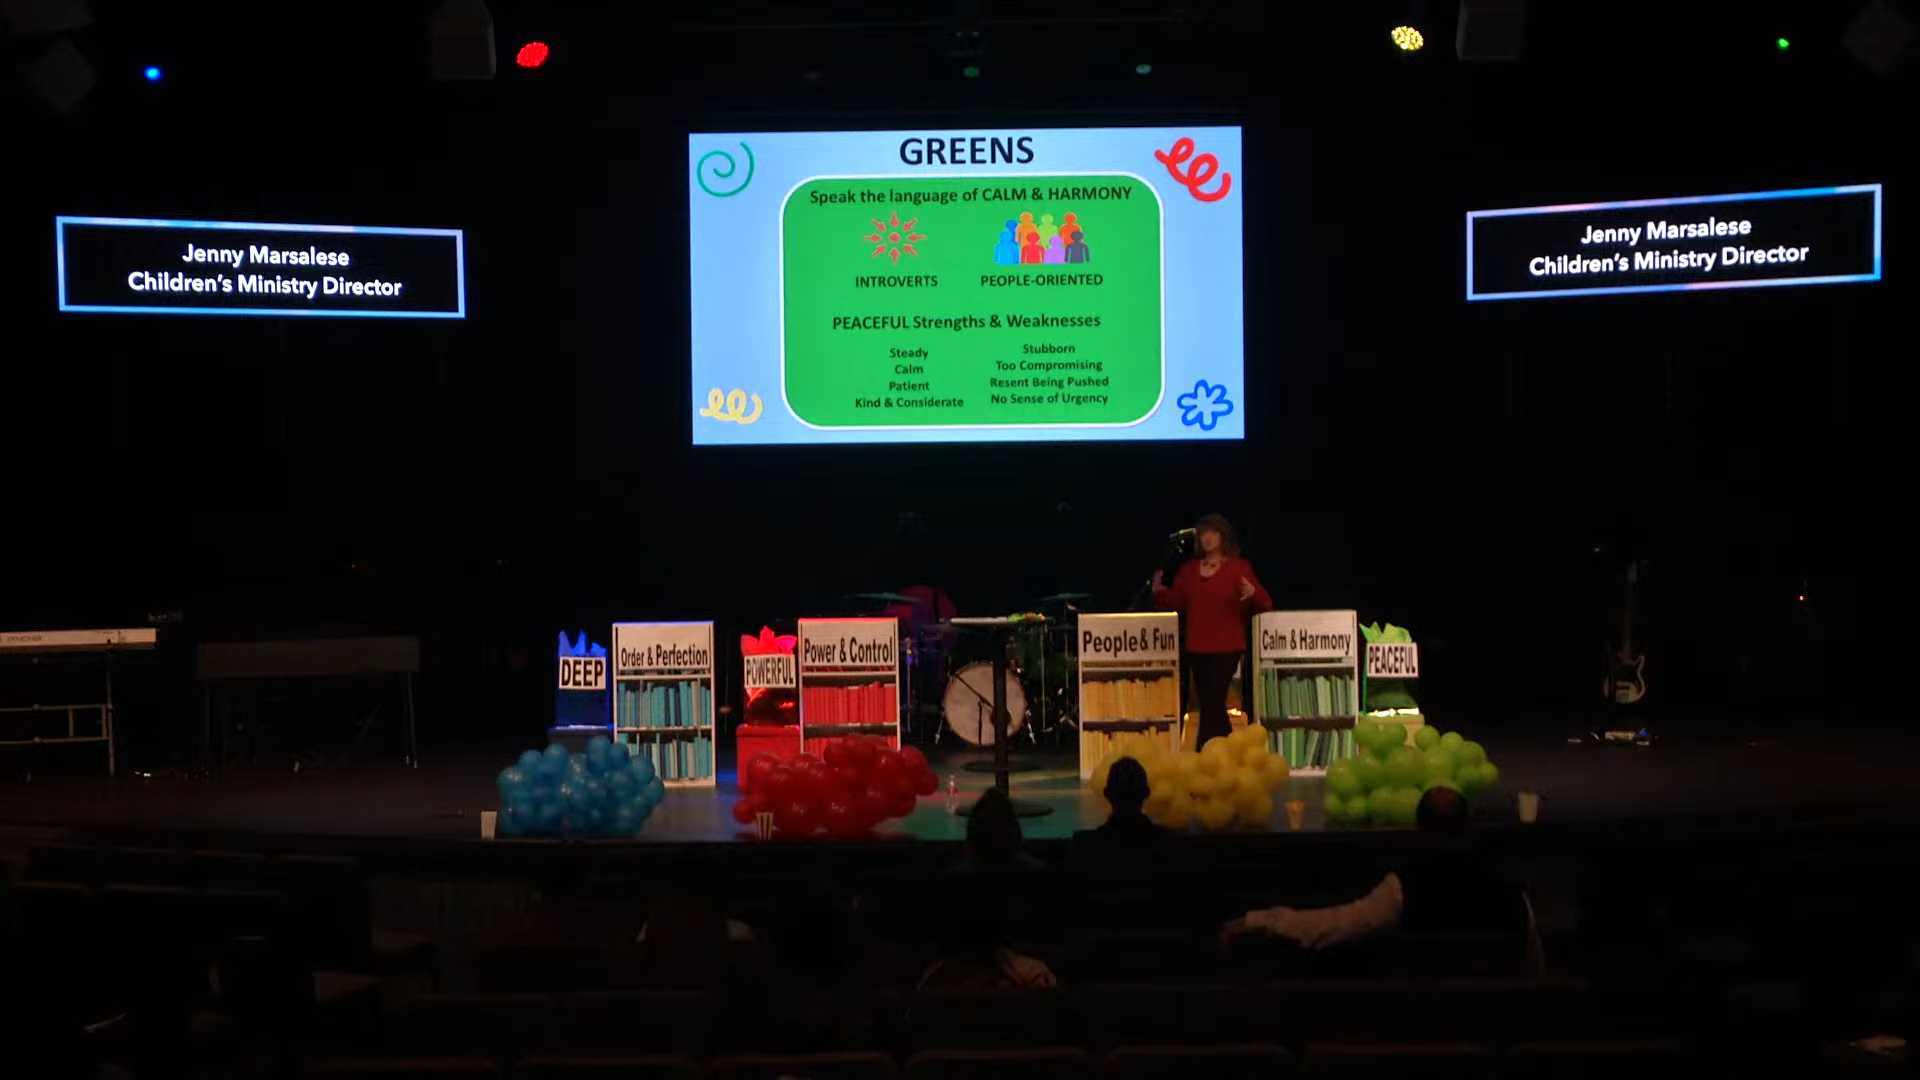 GREENS
Speak the language of CALM & HARMONY
INTROVERTS
PEOPLE-ORIENTED
PEACEFUL Strengths & Weaknesses
Steady
Calm
Patient
Kind & Considerate
Stubborn
Too Compromising
Resent Being Pushed
No Sense of Urgency
Jenny Marsalese
Children's Ministry Director
Jenny Marsalese
Children's Ministry Director
DEEP
Order & Perfection
POWERFUL
Power & Control
People & Fun
Calm & Harmony
PEACEFUL